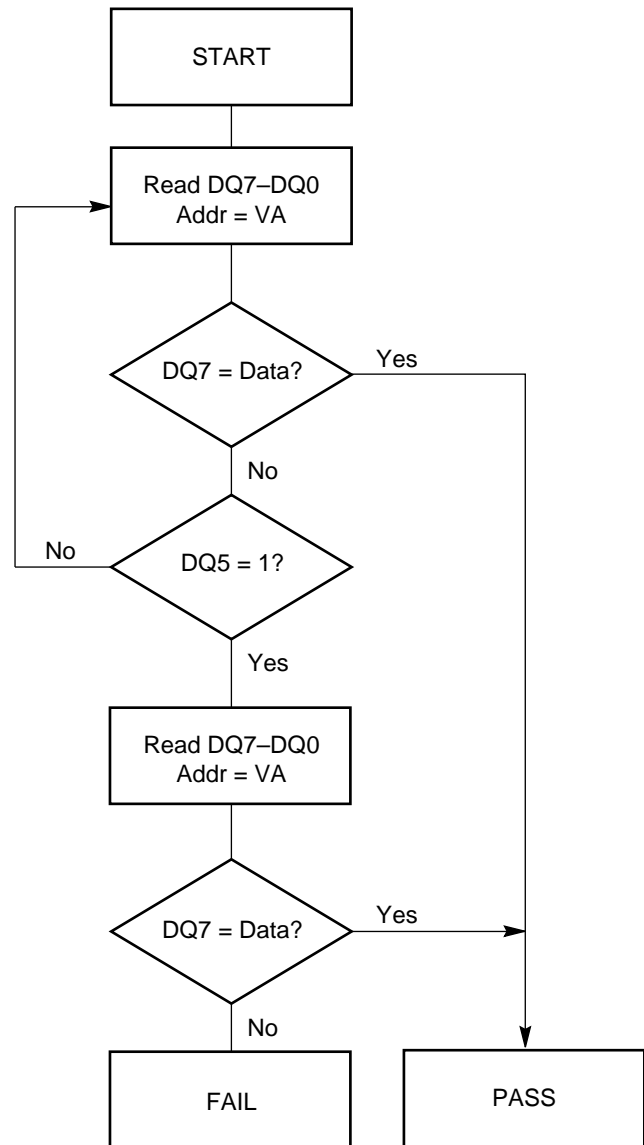 START
Read DQ7–DQ0
Addr = VA
DQ7 = Data?
Yes
No
No
DQ5 = 1?
Yes
Read DQ7–DQ0
Addr = VA
DQ7 = Data?
Yes
No
FAIL
PASS